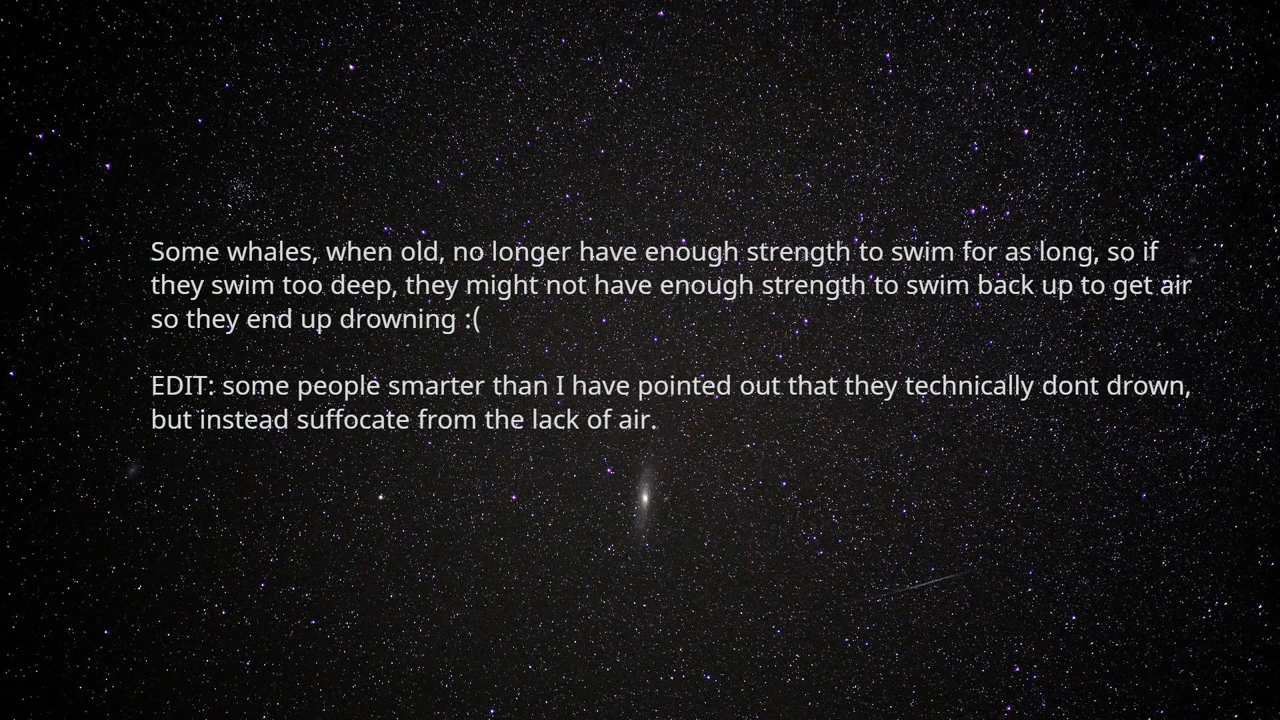 Some whales, when old, no longer have enough strength to swim for as long, so if
they swim too deep, they might not have enough strength to swim back up to get air
so they end up drowning :(
EDIT: some people smarter than I have pointed out that they technically dont drown,
but instead suffocate from the lack of air.